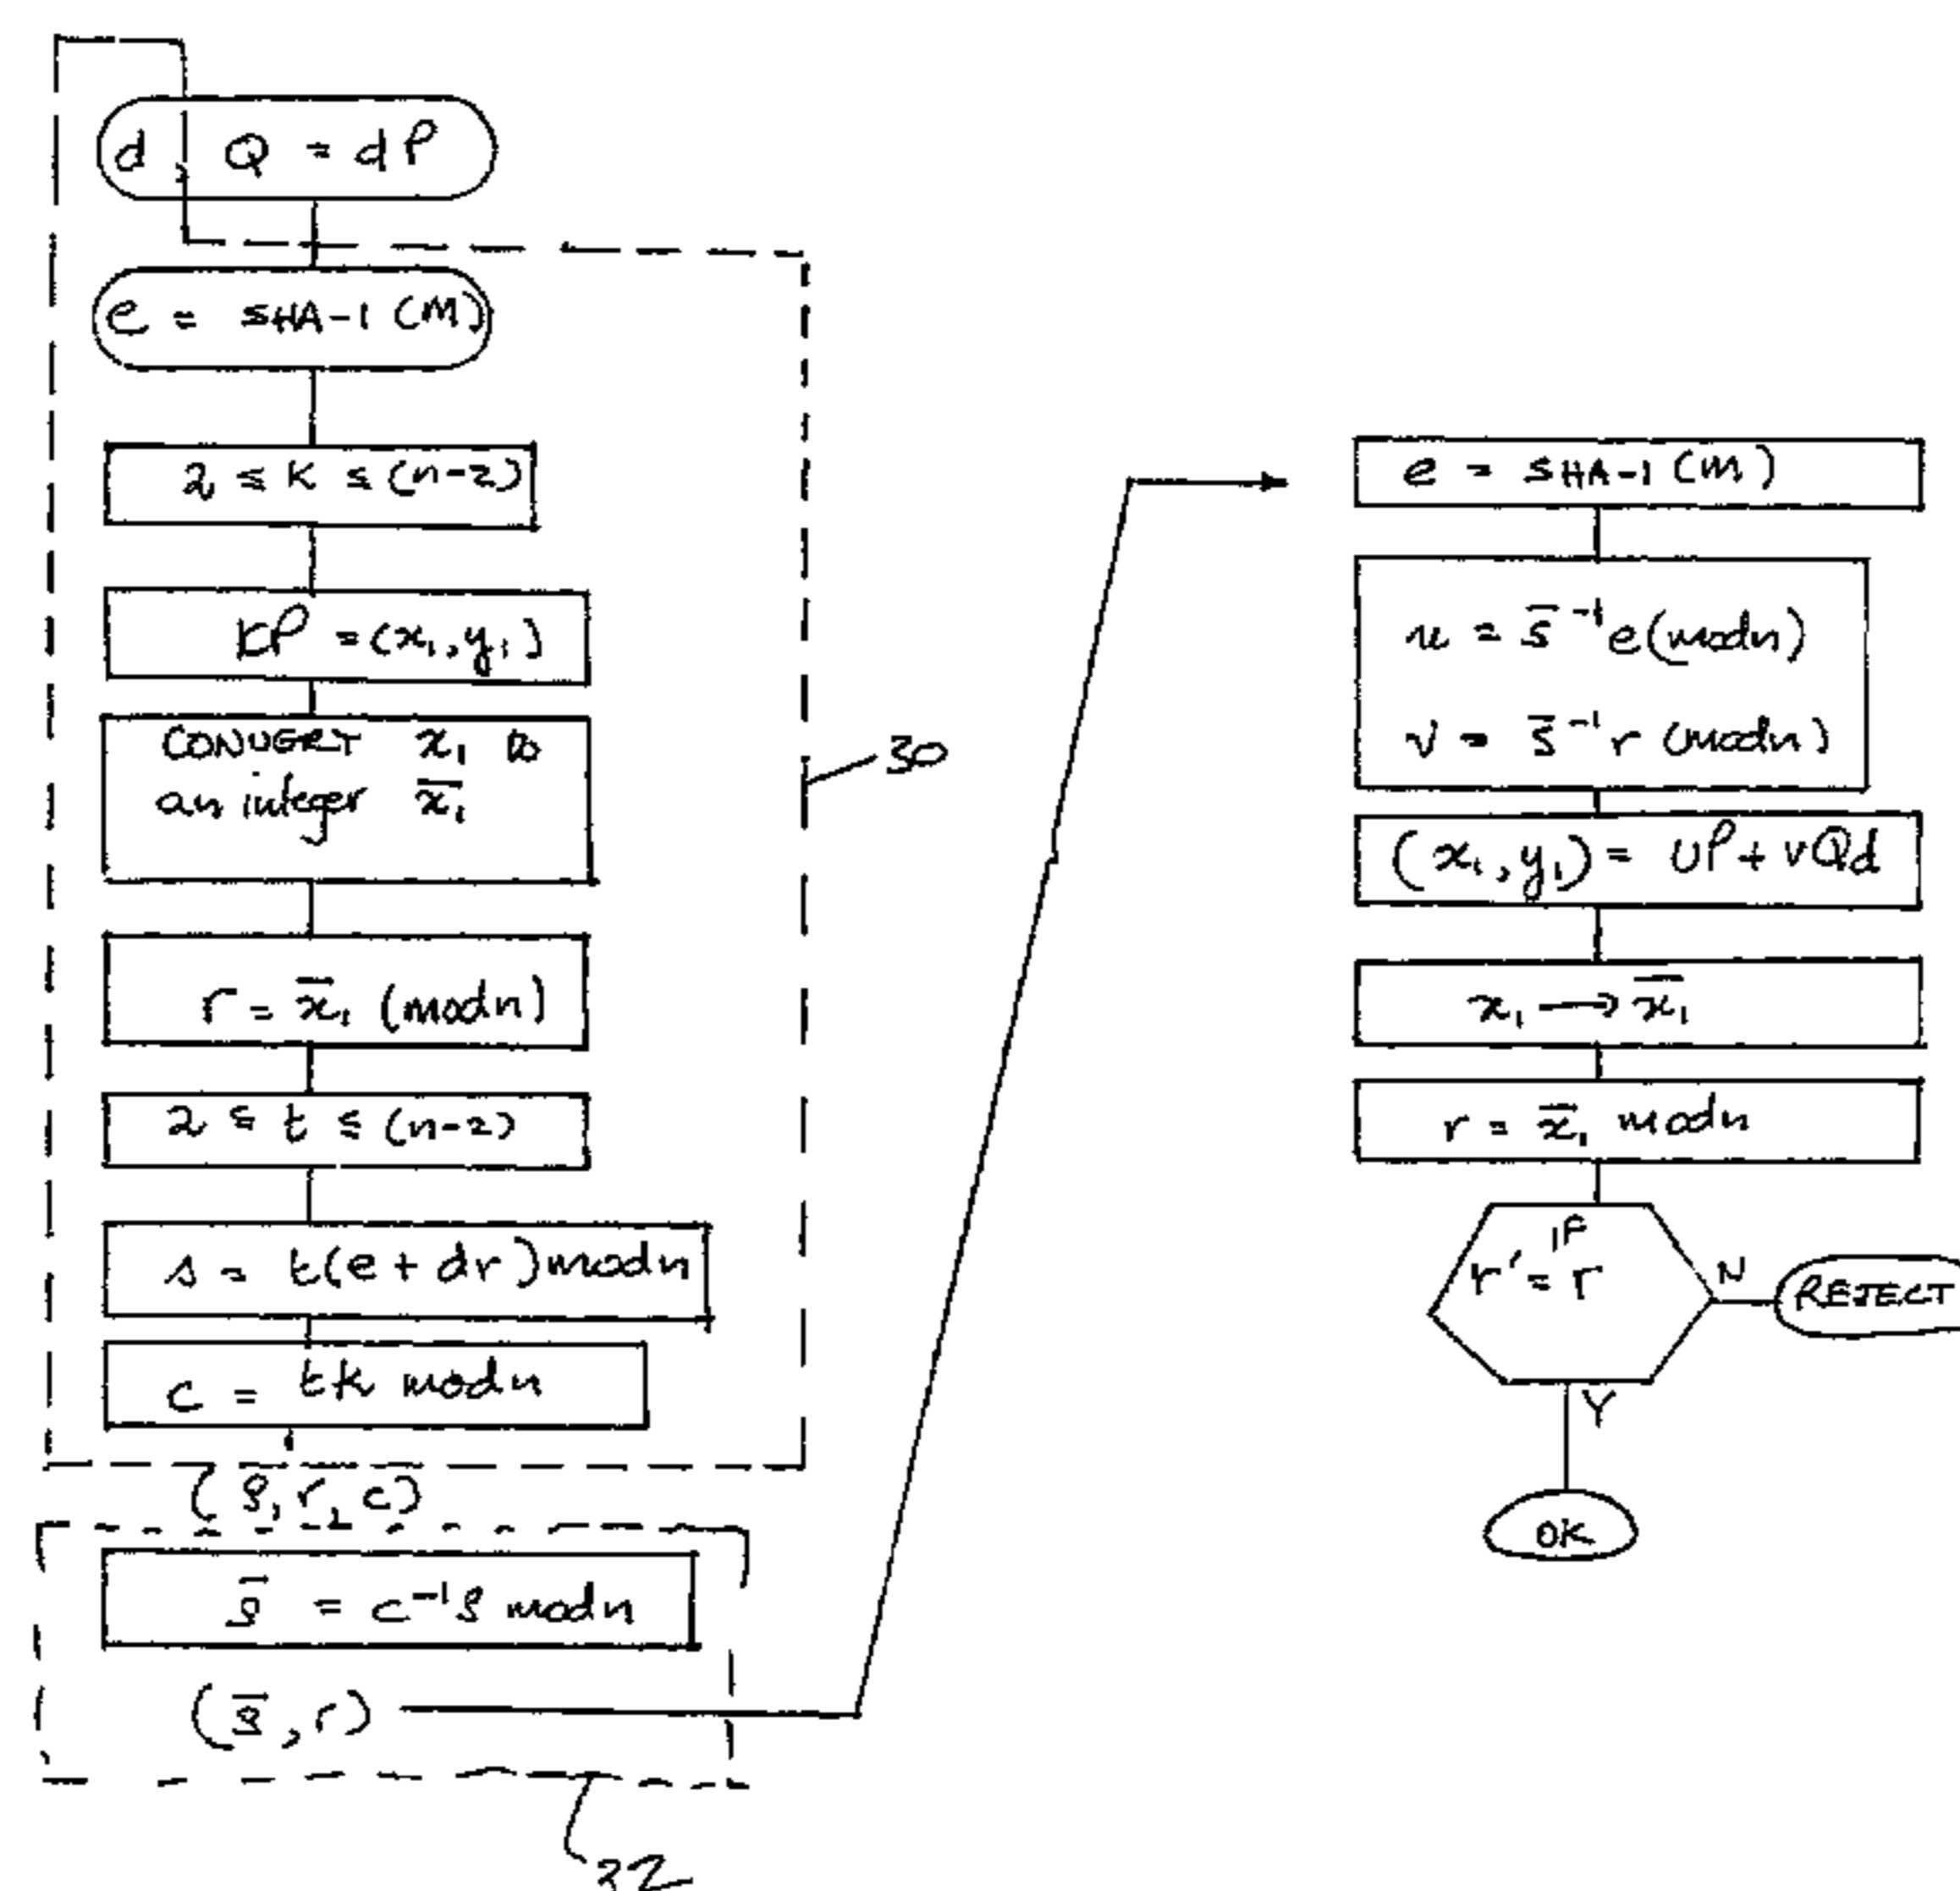 d , Q = dP
e = SHA-1 (M)
2 ≤ K ≤ (n-2)
KP = (x₁, y₁)
CONVERT x₁ to
an integer x̄₁
r = x̄₁ (mod n)
2 ≤ t ≤ (n-2)
s = t(e + dr) mod n
c = tk mod n
(s, r, c)
s̄ = c⁻¹s mod n
(s̄, r)
30
32
e = SHA-1 (m)
u = s̄⁻¹e(mod n)
v = s̄⁻¹r (mod n)
(x₁, y₁) = UP + vQd
x₁ → x̄₁
r = x̄₁ mod n
IF
r' = r
N
REJECT
Y
OK